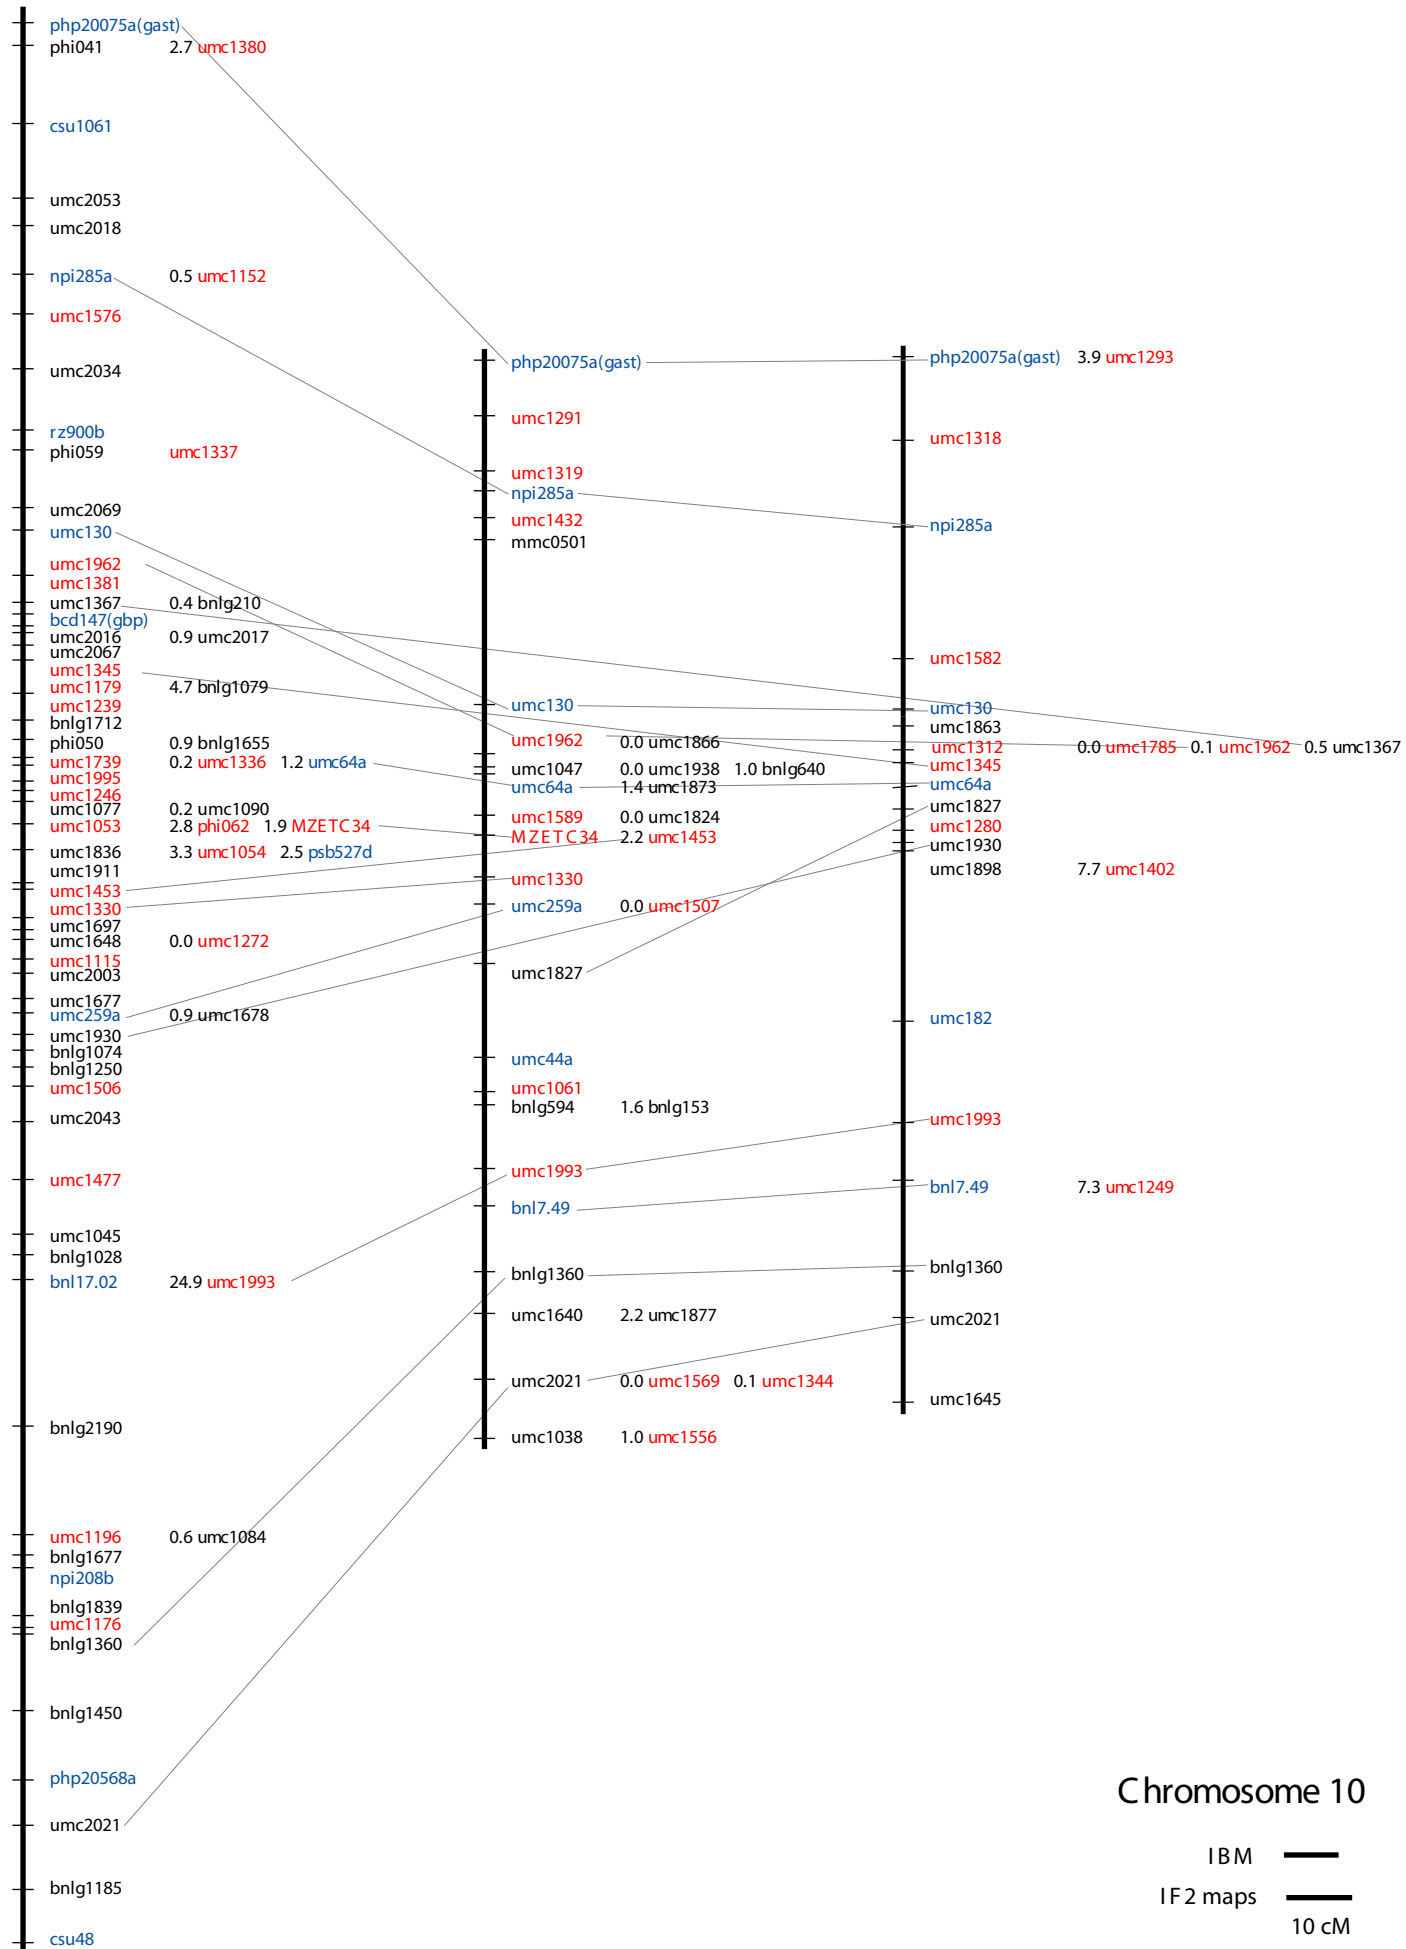 php20075a(gast)
phi041 2.7 umc1380
csu1061
umc2053
umc2018
npi285a 0.5 umc1152
umc1576
umc2034
rz900b
phi059 umc1337
umc2069
umc130
umc1962
umc1381
umc1367 0.4 bnlg210
bcd147(gbp)
umc2016 0.9 umc2017
umc2067
umc1345
umc1179 4.7 bnlg1079
umc1239
bnlg1712
phi050 0.9 bnlg1655
umc1739 0.2 umc1336 1.2 umc64a
umc1995
umc1246
umc1077 0.2 umc1090
umc1053 2.8 phi062 1.9 MZETC34
umc1836 3.3 umc1054 2.5 psb527d
umc1911
umc1453
umc1330
umc1697
umc1648 0.0 umc1272
umc1115
umc2003
umc1677
umc259a 0.9 umc1678
umc1930
bnlg1074
bnlg1250
umc1506
umc2043
umc1477
umc1045
bnlg1028
bnl17.02 24.9 umc1993
bnlg2190
umc1196 0.6 umc1084
bnlg1677
npi208b
bnlg1839
umc1176
bnlg1360
bnlg1450
php20568a
umc2021
bnlg1185
csu48
php20075a(gast)
umc1291
umc1319
npi285a
umc1432
mmc0501
umc130
umc1962 0.0 umc1866
umc1047 0.0 umc1938 1.0 bnlg640
umc64a 1.4 umc1873
umc1589 0.0 umc1824
MZETC34 2.2 umc1453
umc1330
umc259a 0.0 umc1507
umc1827
umc44a
umc1061
bnlg594 1.6 bnlg153
umc1993
bnl7.49
bnlg1360
umc1640 2.2 umc1877
umc2021 0.0 umc1569 0.1 umc1344
umc1038 1.0 umc1556
php20075a(gast) 3.9 umc1293
umc1318
npi285a
umc1582
umc130
umc1863
umc1312 0.0 umc1785 0.1 umc1962 0.5 umc1367
umc1345
umc64a
umc1827
umc1280
umc1930
umc1898 7.7 umc1402
umc182
umc1993
bnl7.49 7.3 umc1249
bnlg1360
umc2021
umc1645
Chromosome 10
IBM
IF2 maps
10 cM